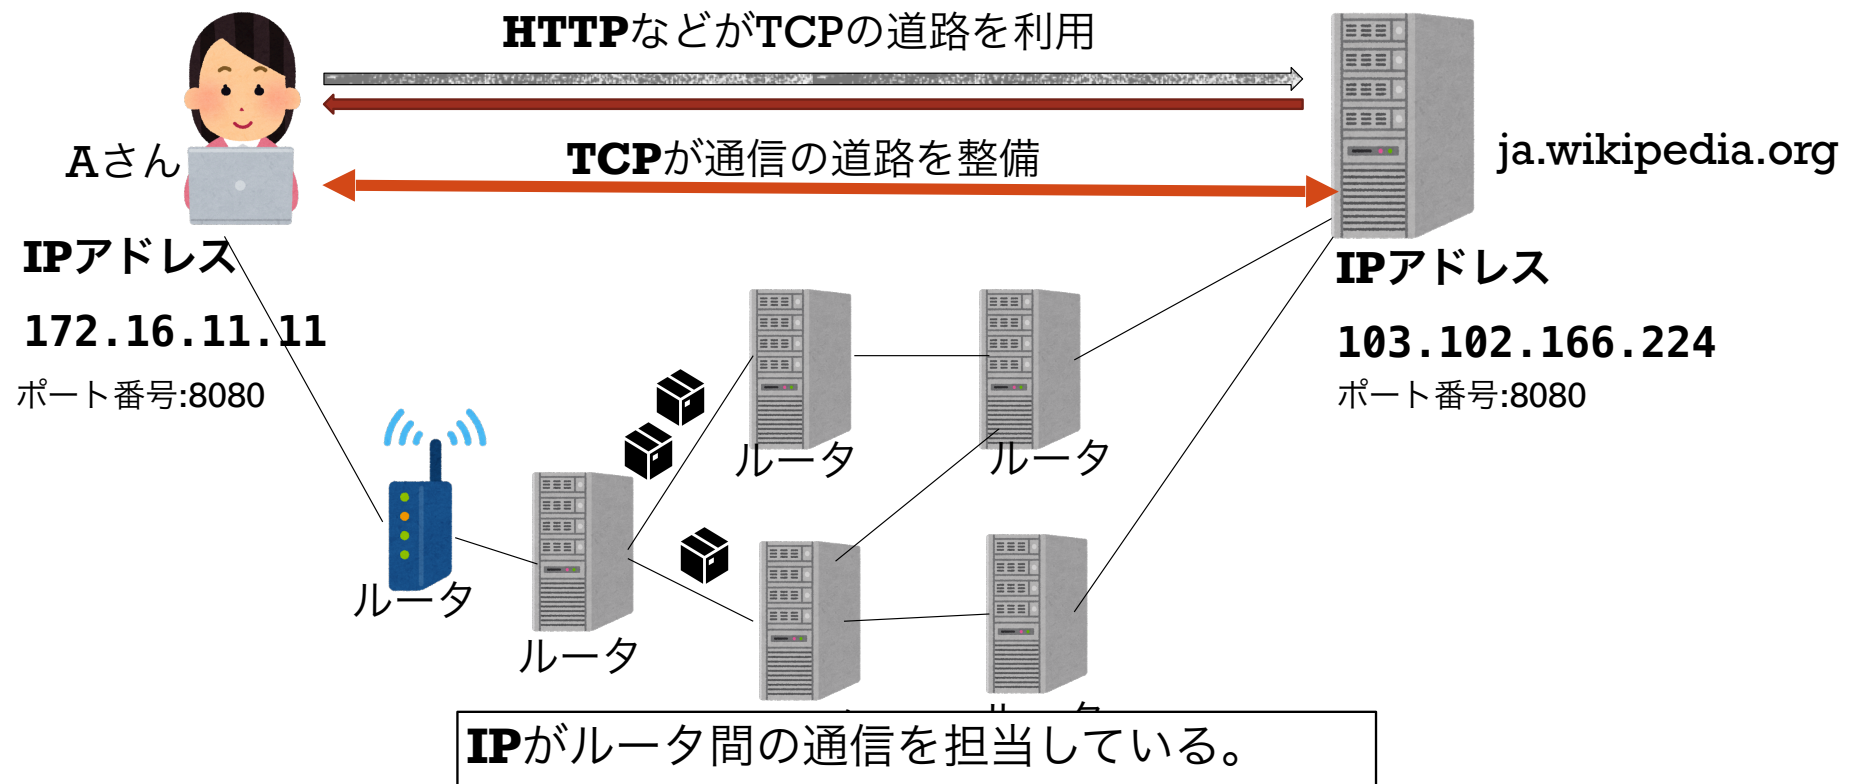 HTTPなどがTCPの道路を利用
TCPが通信の道路を整備
Aさん
ja.wikipedia.org
IPアドレス
172.16.11.11
ポート番号:8080
IPアドレス
103.102.166.224
ポート番号:8080
ルータ
ルータ
ルータ
ルータ
IPがルータ間の通信を担当している。